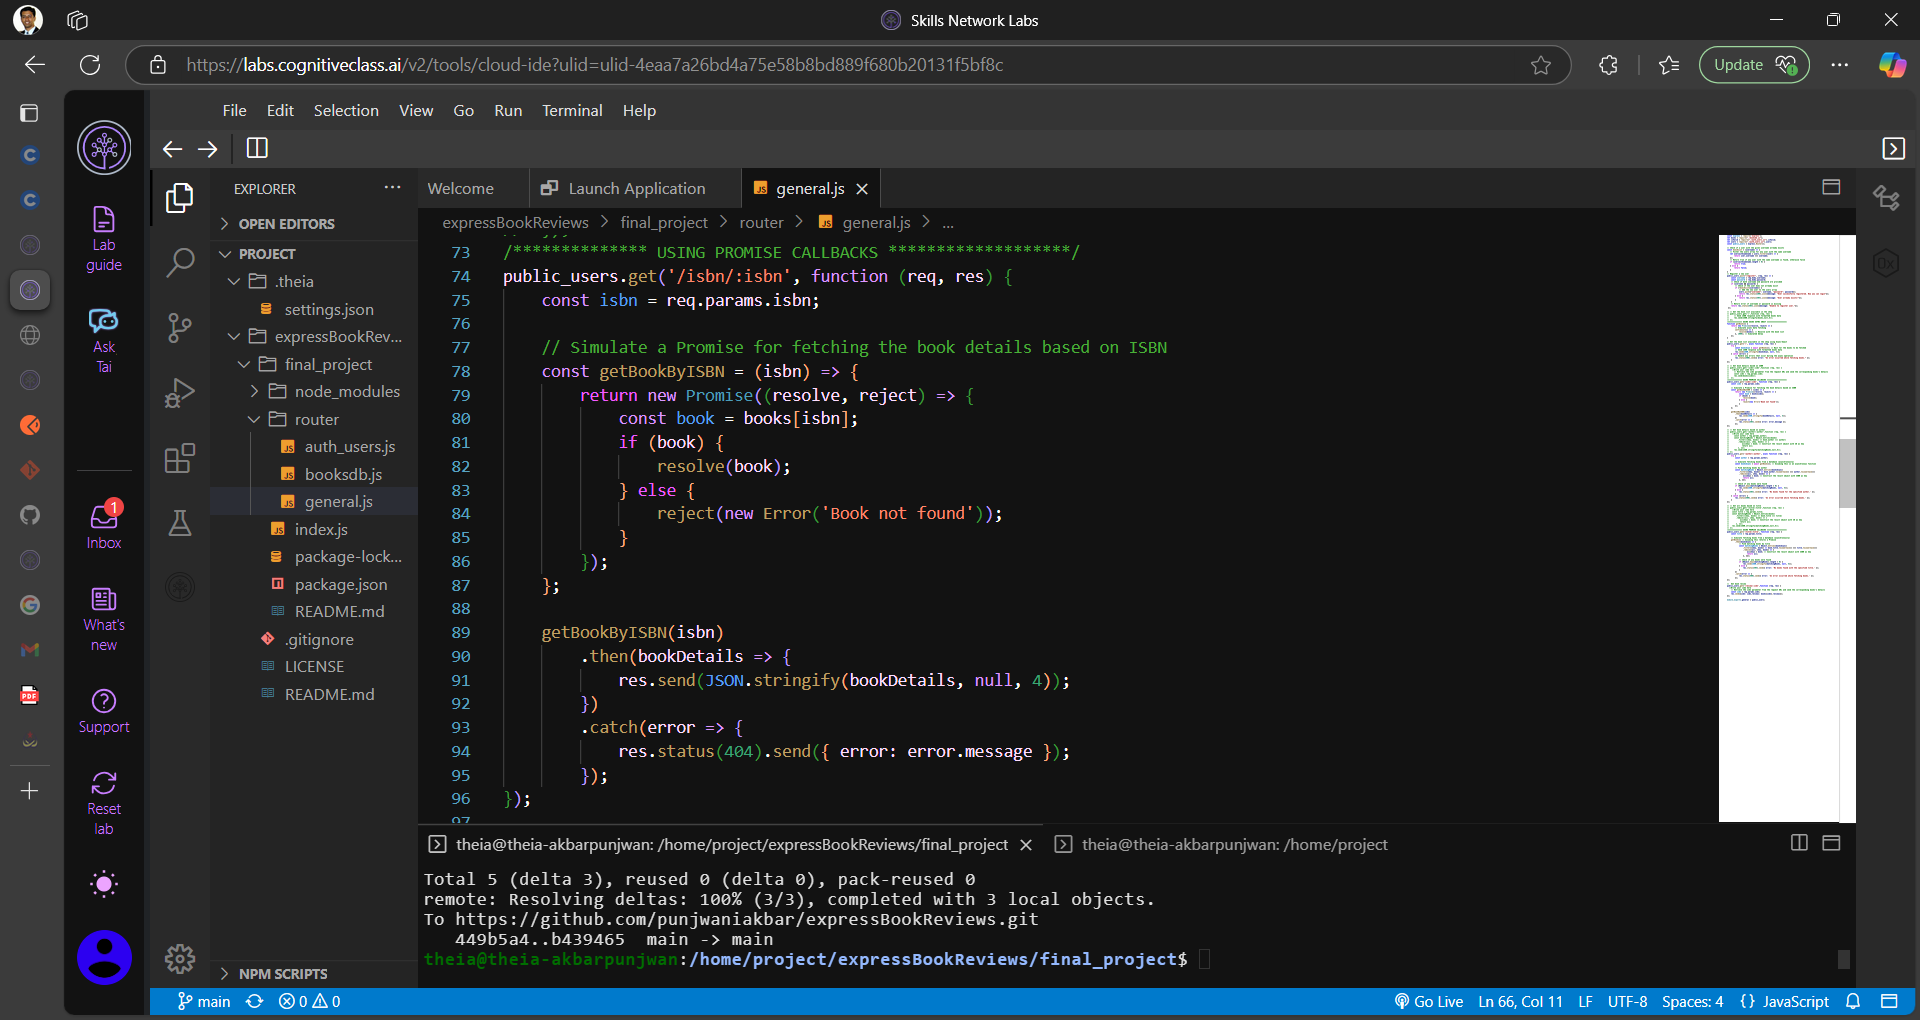 Skills Network Labs
https://labs.cognitiveclass.ai/v2/tools/cloud-ide?ulid=ulid-4eaa7a26bd4a75e58b8bd889f680b20131f5bf8c
Update
File Edit Selection View Go Run Terminal Help
Lab guide
Ask Tai
1
Inbox
What's new
Support
Reset lab
EXPLORER
OPEN EDITORS
PROJECT
.theia
settings.json
expressBookRev...
final_project
node_modules
router
auth_users.js
booksdb.js
general.js
index.js
package-lock...
package.json
README.md
.gitignore
LICENSE
README.md
NPM SCRIPTS
Welcome Launch Application general.js
expressBookReviews > final_project > router > general.js > ...
73 /************** USING PROMISE CALLBACKS *******************/
74 public_users.get('/isbn/:isbn', function (req, res) {
75 const isbn = req.params.isbn;
76
77 // Simulate a Promise for fetching the book details based on ISBN
78 const getBookByISBN = (isbn) => {
79 return new Promise((resolve, reject) => {
80 const book = books[isbn];
81 if (book) {
82 resolve(book);
83 } else {
84 reject(new Error('Book not found'));
85 }
86 });
87 };
88
89 getBookByISBN(isbn)
90 .then(bookDetails => {
91 res.send(JSON.stringify(bookDetails, null, 4));
92 })
93 .catch(error => {
94 res.status(404).send({ error: error.message });
95 });
96 });
97
theia@theia-akbarpunjwan: /home/project/expressBookReviews/final_project theia@theia-akbarpunjwan: /home/project
Total 5 (delta 3), reused 0 (delta 0), pack-reused 0
remote: Resolving deltas: 100% (3/3), completed with 3 local objects.
To https://github.com/punjwaniakbar/expressBookReviews.git
449b5a4..b439465 main -> main
theia@theia-akbarpunjwan:/home/project/expressBookReviews/final_project$
main 0 0 Go Live Ln 66, Col 11 LF UTF-8 Spaces: 4 {} JavaScript